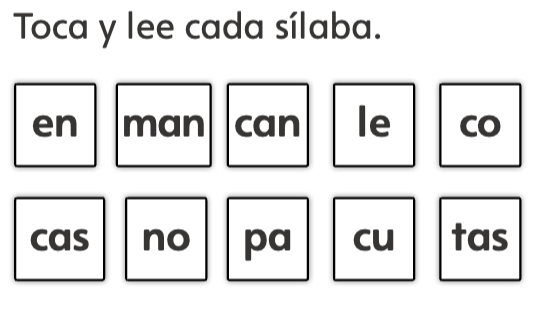 Toca y lee cada sílaba.
en man can le co
cas no pa cu tas